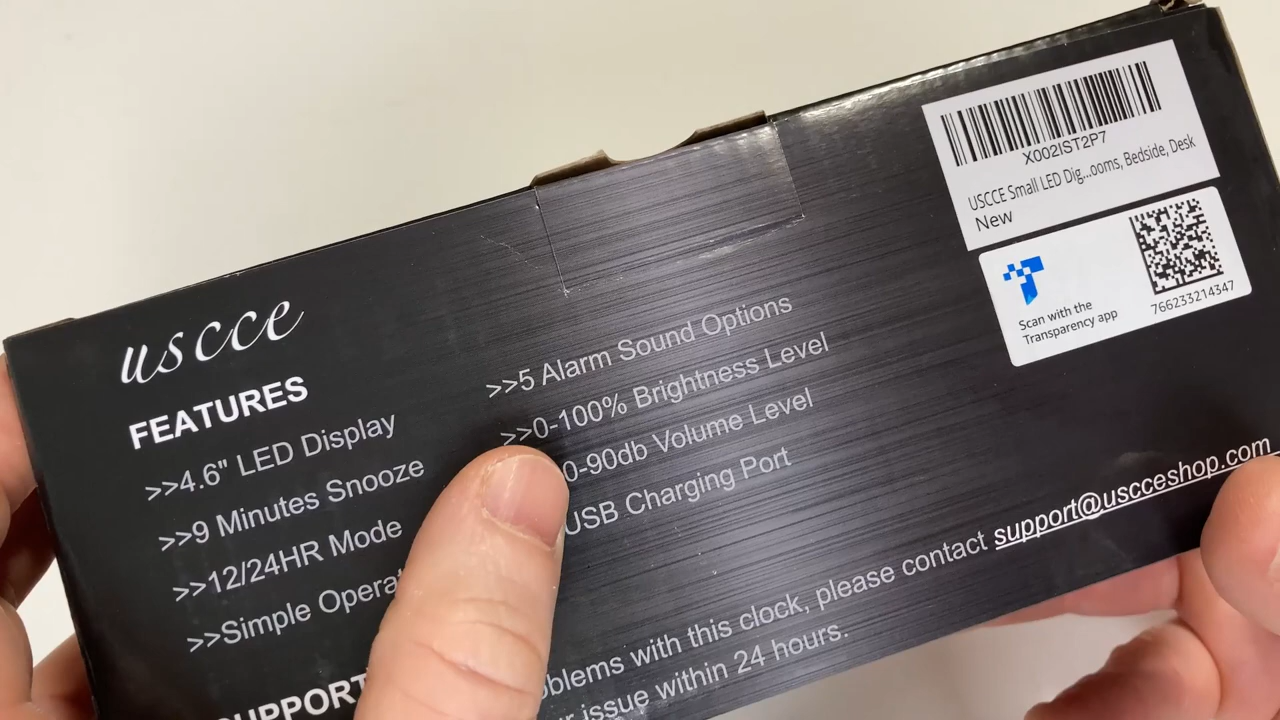 uscce
FEATURES
>>4.6" LED Display
>>9 Minutes Snooze
>>12/24HR Mode
>>Simple
>>5 Alarm Sound Options
>>0-100% Brightness Level
0-90db Volume Level
USB Charging Port
SUPPORT
with this clock, please contact support@uscceshop.com
issue within 24 hours.
X002IST2P7
USCCE Small LED Dig...ooms, Bedside, Desk
New
Scan with the
Transparency app
766233214347